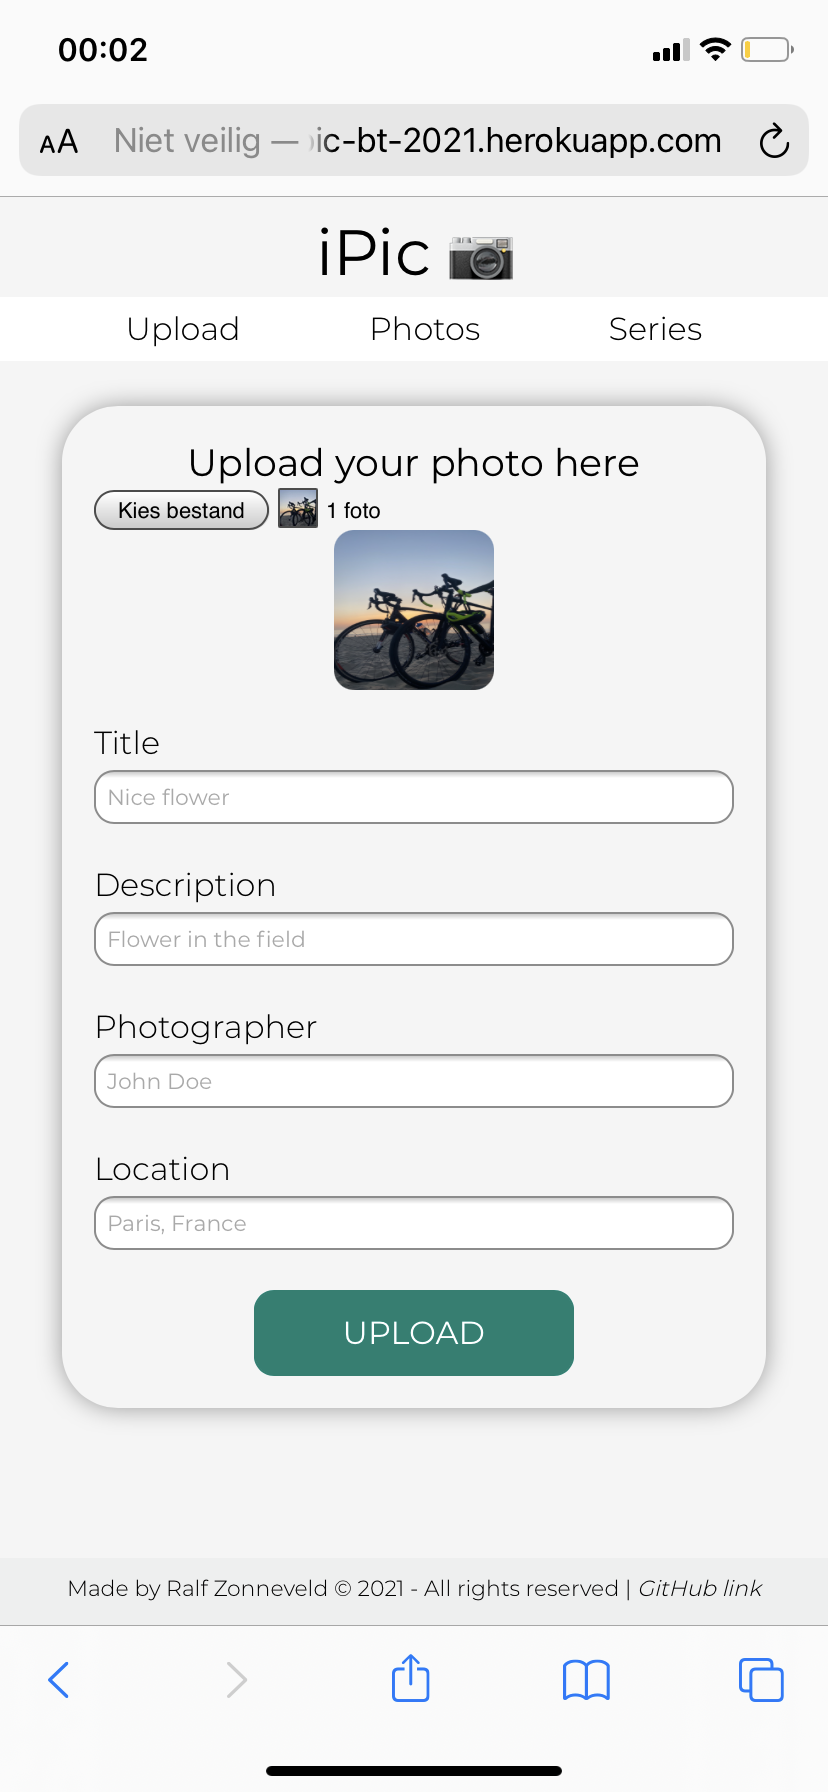 00:02
AA Niet veilig — ic-bt-2021.herokuapp.com
iPic
Upload Photos Series
Upload your photo here
Kies bestand 1 foto
Title
Nice flower
Description
Flower in the field
Photographer
John Doe
Location
Paris, France
UPLOAD
Made by Ralf Zonneveld © 2021 - All rights reserved | GitHub link